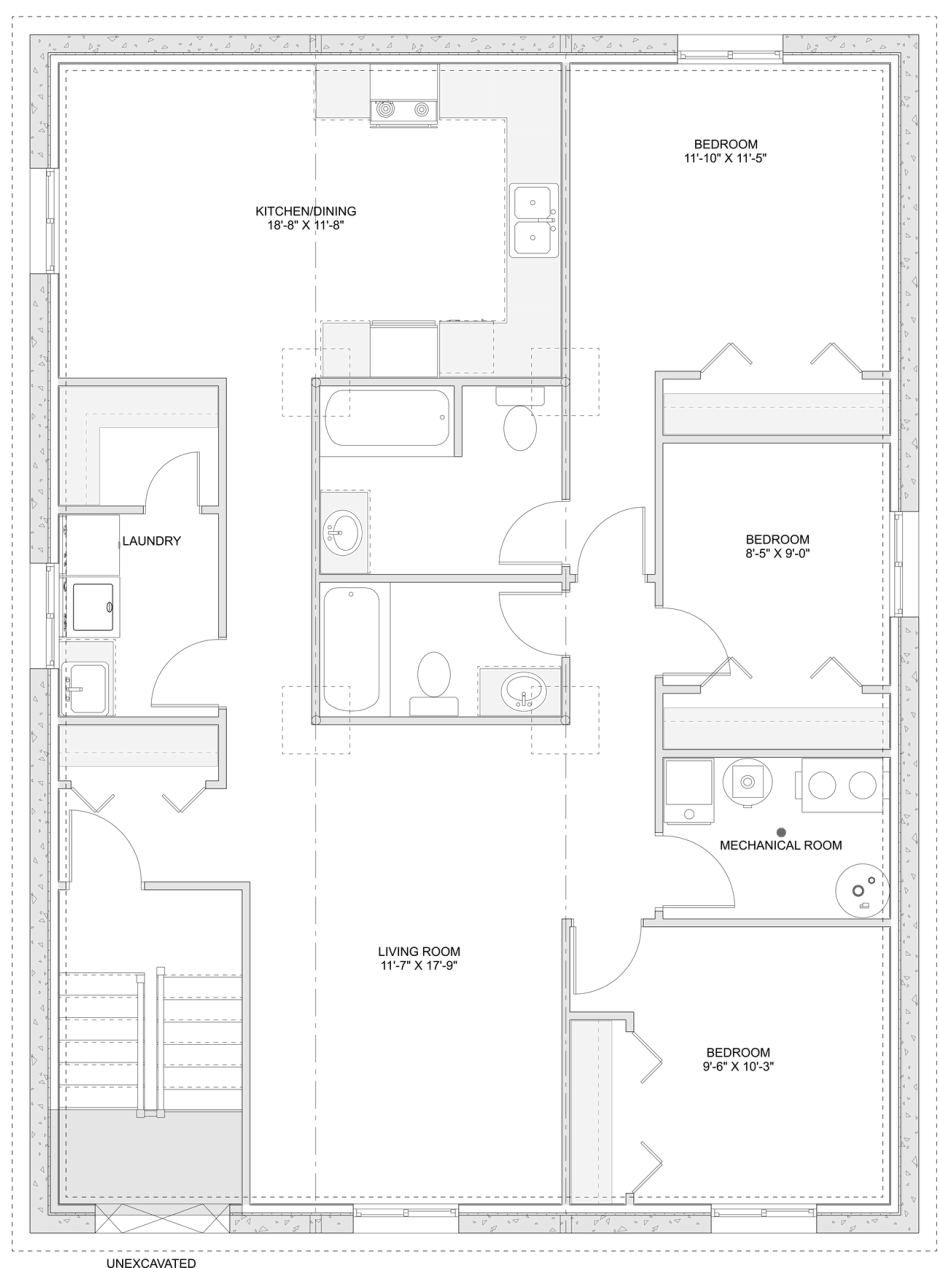 BEDROOM
11'-10" X 11'-5"
KITCHEN/DINING
18'-8" X 11'-8"
LAUNDRY
BEDROOM
8'-5" X 9'-0"
MECHANICAL ROOM
LIVING ROOM
11'-7" X 17'-9"
BEDROOM
9'-6" X 10'-3"
UNEXCAVATED